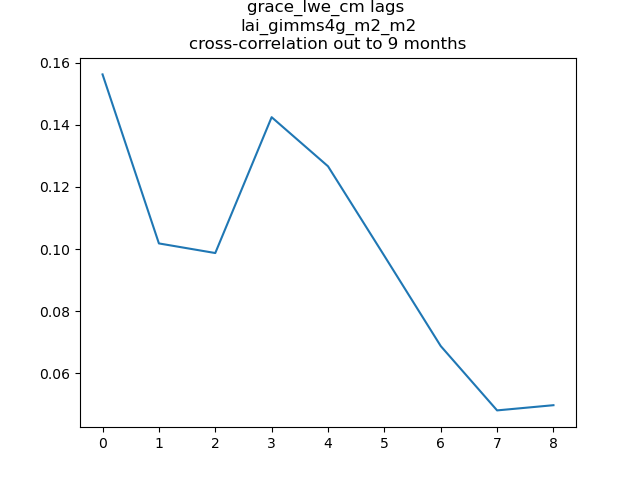 grace_lwe_cm lags
lai_gimms4g_m2_m2
cross-correlation out to 9 months
0.16
0.14
0.12
0.10
0.08
0.06
0 1 2 3 4 5 6 7 8